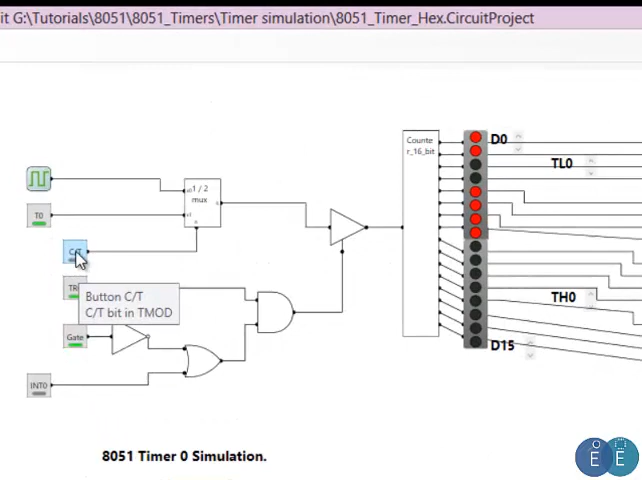 it G:\Tutorials\8051\8051_Timers\Timer simulation\8051_Timer_Hex.CircuitProject
Counte
r_16_bit
D0
TL0
1 / 2
mux
T0
C/T
TR
Button C/T
C/T bit in TMOD
TH0
Gate
D15
INT0
8051 Timer 0 Simulation.
E E